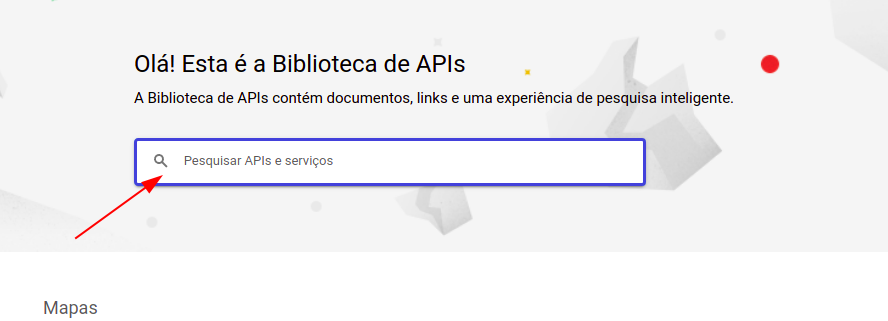 Olá! Esta é a Biblioteca de APIs
A Biblioteca de APIs contém documentos, links e uma experiência de pesquisa inteligente.
Pesquisar APIs e serviços
Mapas